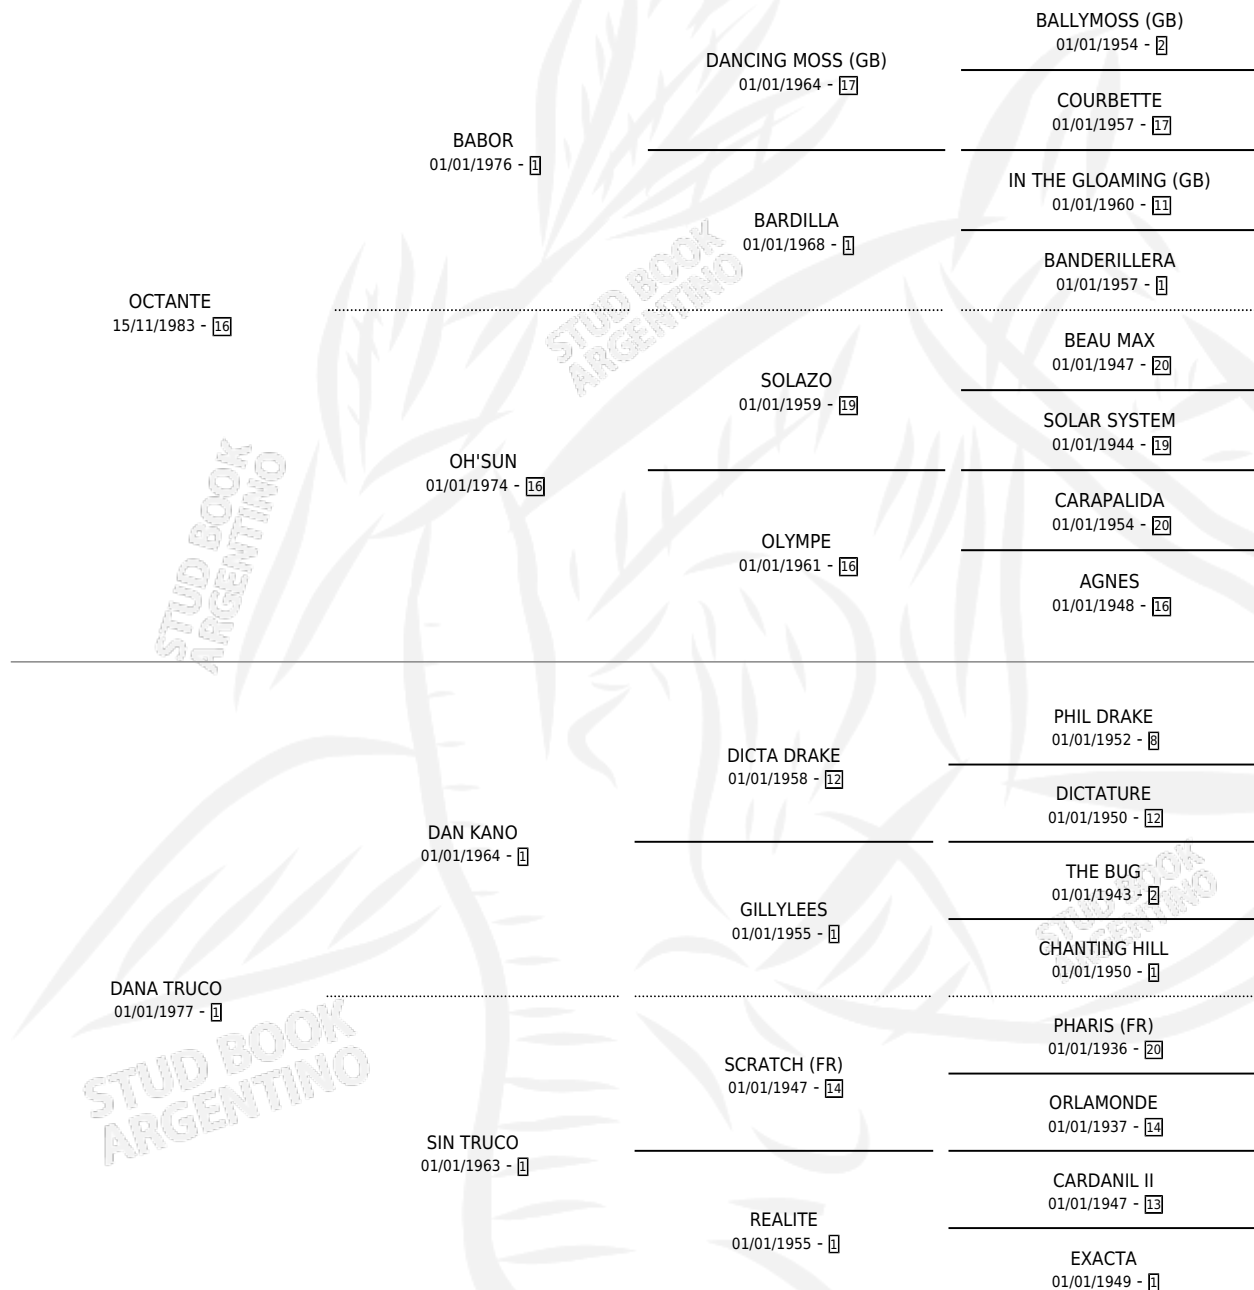 BALLYMOSS (GB)
01/01/1954 - 2
DANCING MOSS (GB)
01/01/1964 - 17
COURBETTE
01/01/1957 - 17
BABOR
01/01/1976 - 1
IN THE GLOAMING (GB)
01/01/1960 - 11
BARDILLA
01/01/1968 - 1
BANDERILLERA
01/01/1957 - 1
OCTANTE
15/11/1983 - 16
BEAU MAX
01/01/1947 - 20
SOLAZO
01/01/1959 - 19
SOLAR SYSTEM
01/01/1944 - 19
OH'SUN
01/01/1974 - 16
CARAPALIDA
01/01/1954 - 20
OLYMPE
01/01/1961 - 16
AGNES
01/01/1948 - 16
PHIL DRAKE
01/01/1952 - 8
DICTA DRAKE
01/01/1958 - 12
DICTATURE
01/01/1950 - 12
DAN KANO
01/01/1964 - 1
THE BUG
01/01/1943 - 2
GILLYLEES
01/01/1955 - 1
CHANTING HILL
01/01/1950 - 1
DANA TRUCO
01/01/1977 - 1
PHARIS (FR)
01/01/1936 - 20
SCRATCH (FR)
01/01/1947 - 14
ORLAMONDE
01/01/1937 - 14
SIN TRUCO
01/01/1963 - 1
CARDANIL II
01/01/1947 - 13
REALITE
01/01/1955 - 1
EXACTA
01/01/1949 - 1
STUD BOOK
ARGENTINO
STUD BOOK
ARGENTINO
STUD BOOK
ARGENTINO
STUD BOOK
ARGENTINO